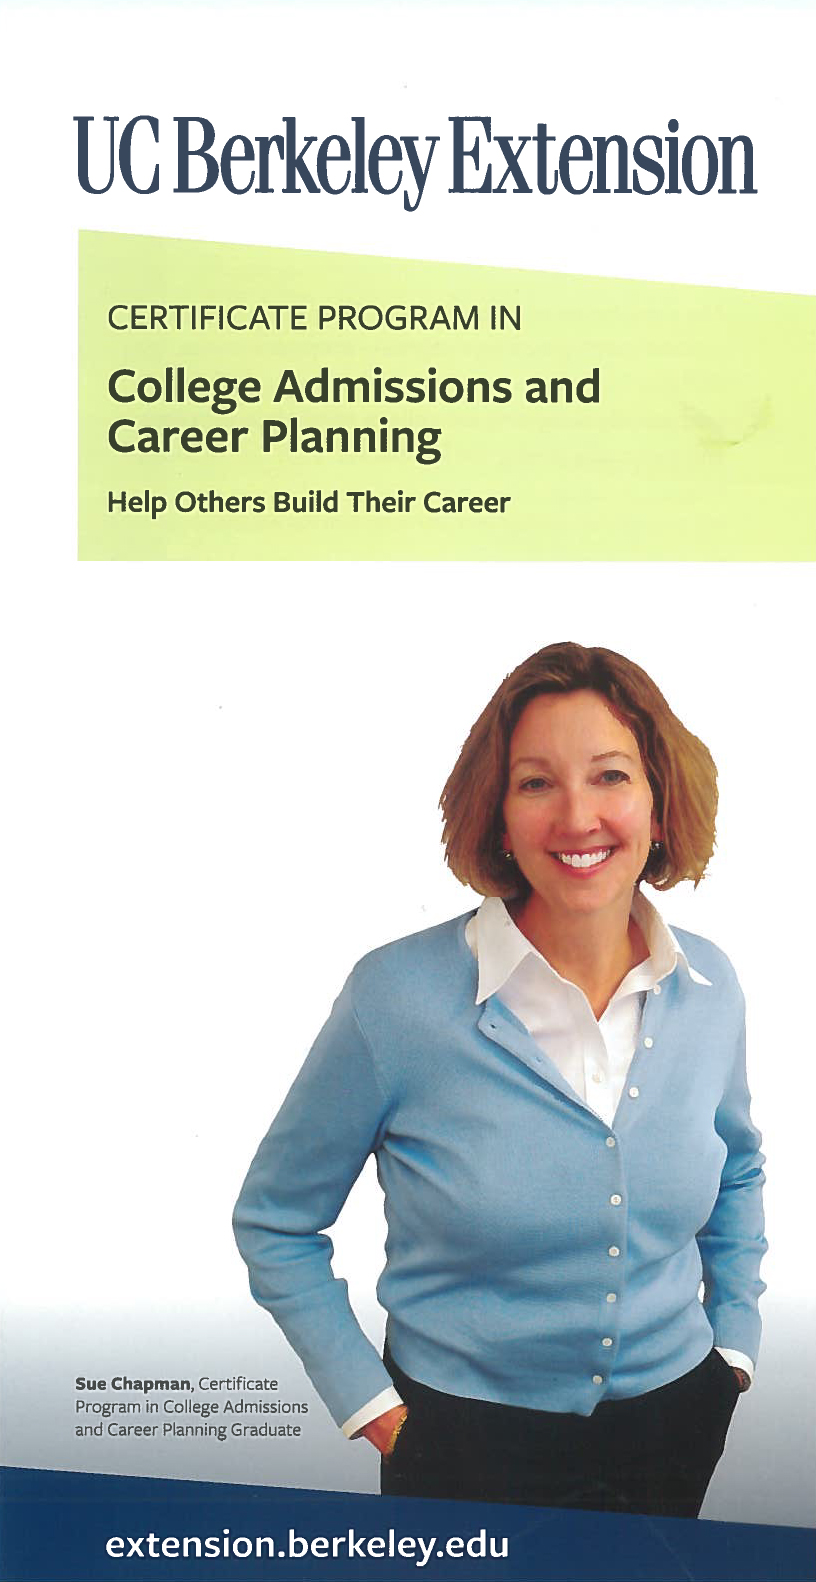 UC Berkeley Extension
CERTIFICATE PROGRAM IN
College Admissions and
Career Planning
Help Others Build Their Career
Sue Chapman, Certificate
Program in College Admissions
and Career Planning Graduate
extension.berkeley.edu